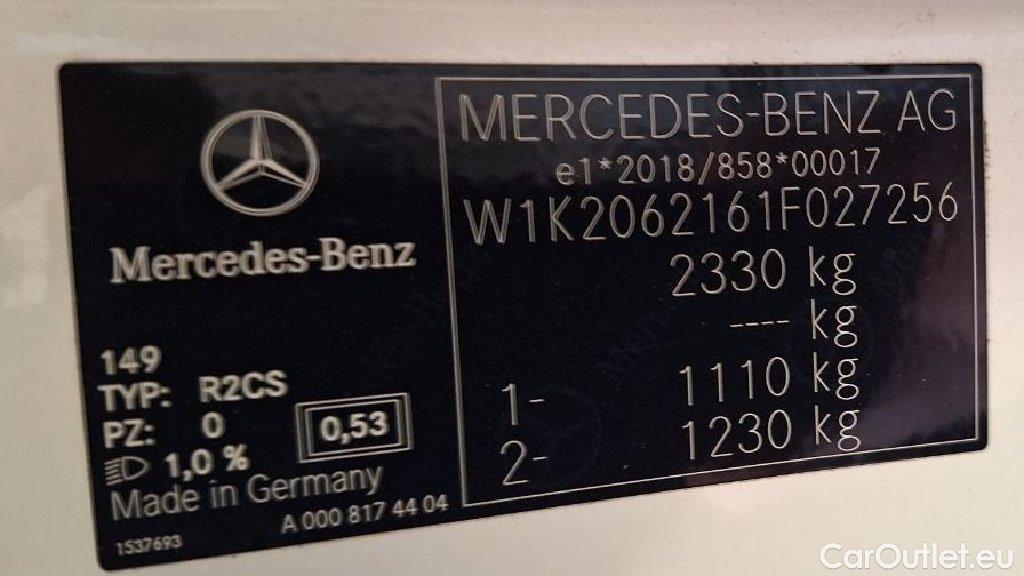 Mercedes-Benz
149
TYP: R2CS
PZ: 0
0,53
1,0 %
Made in Germany
A 000 817 44 04
1537693
MERCEDES-BENZ AG
e1*2018/858*00017
W1K2062161F027256
2330 kg
---- kg
1- 1110 kg
2- 1230 kg
CarOutlet.eu